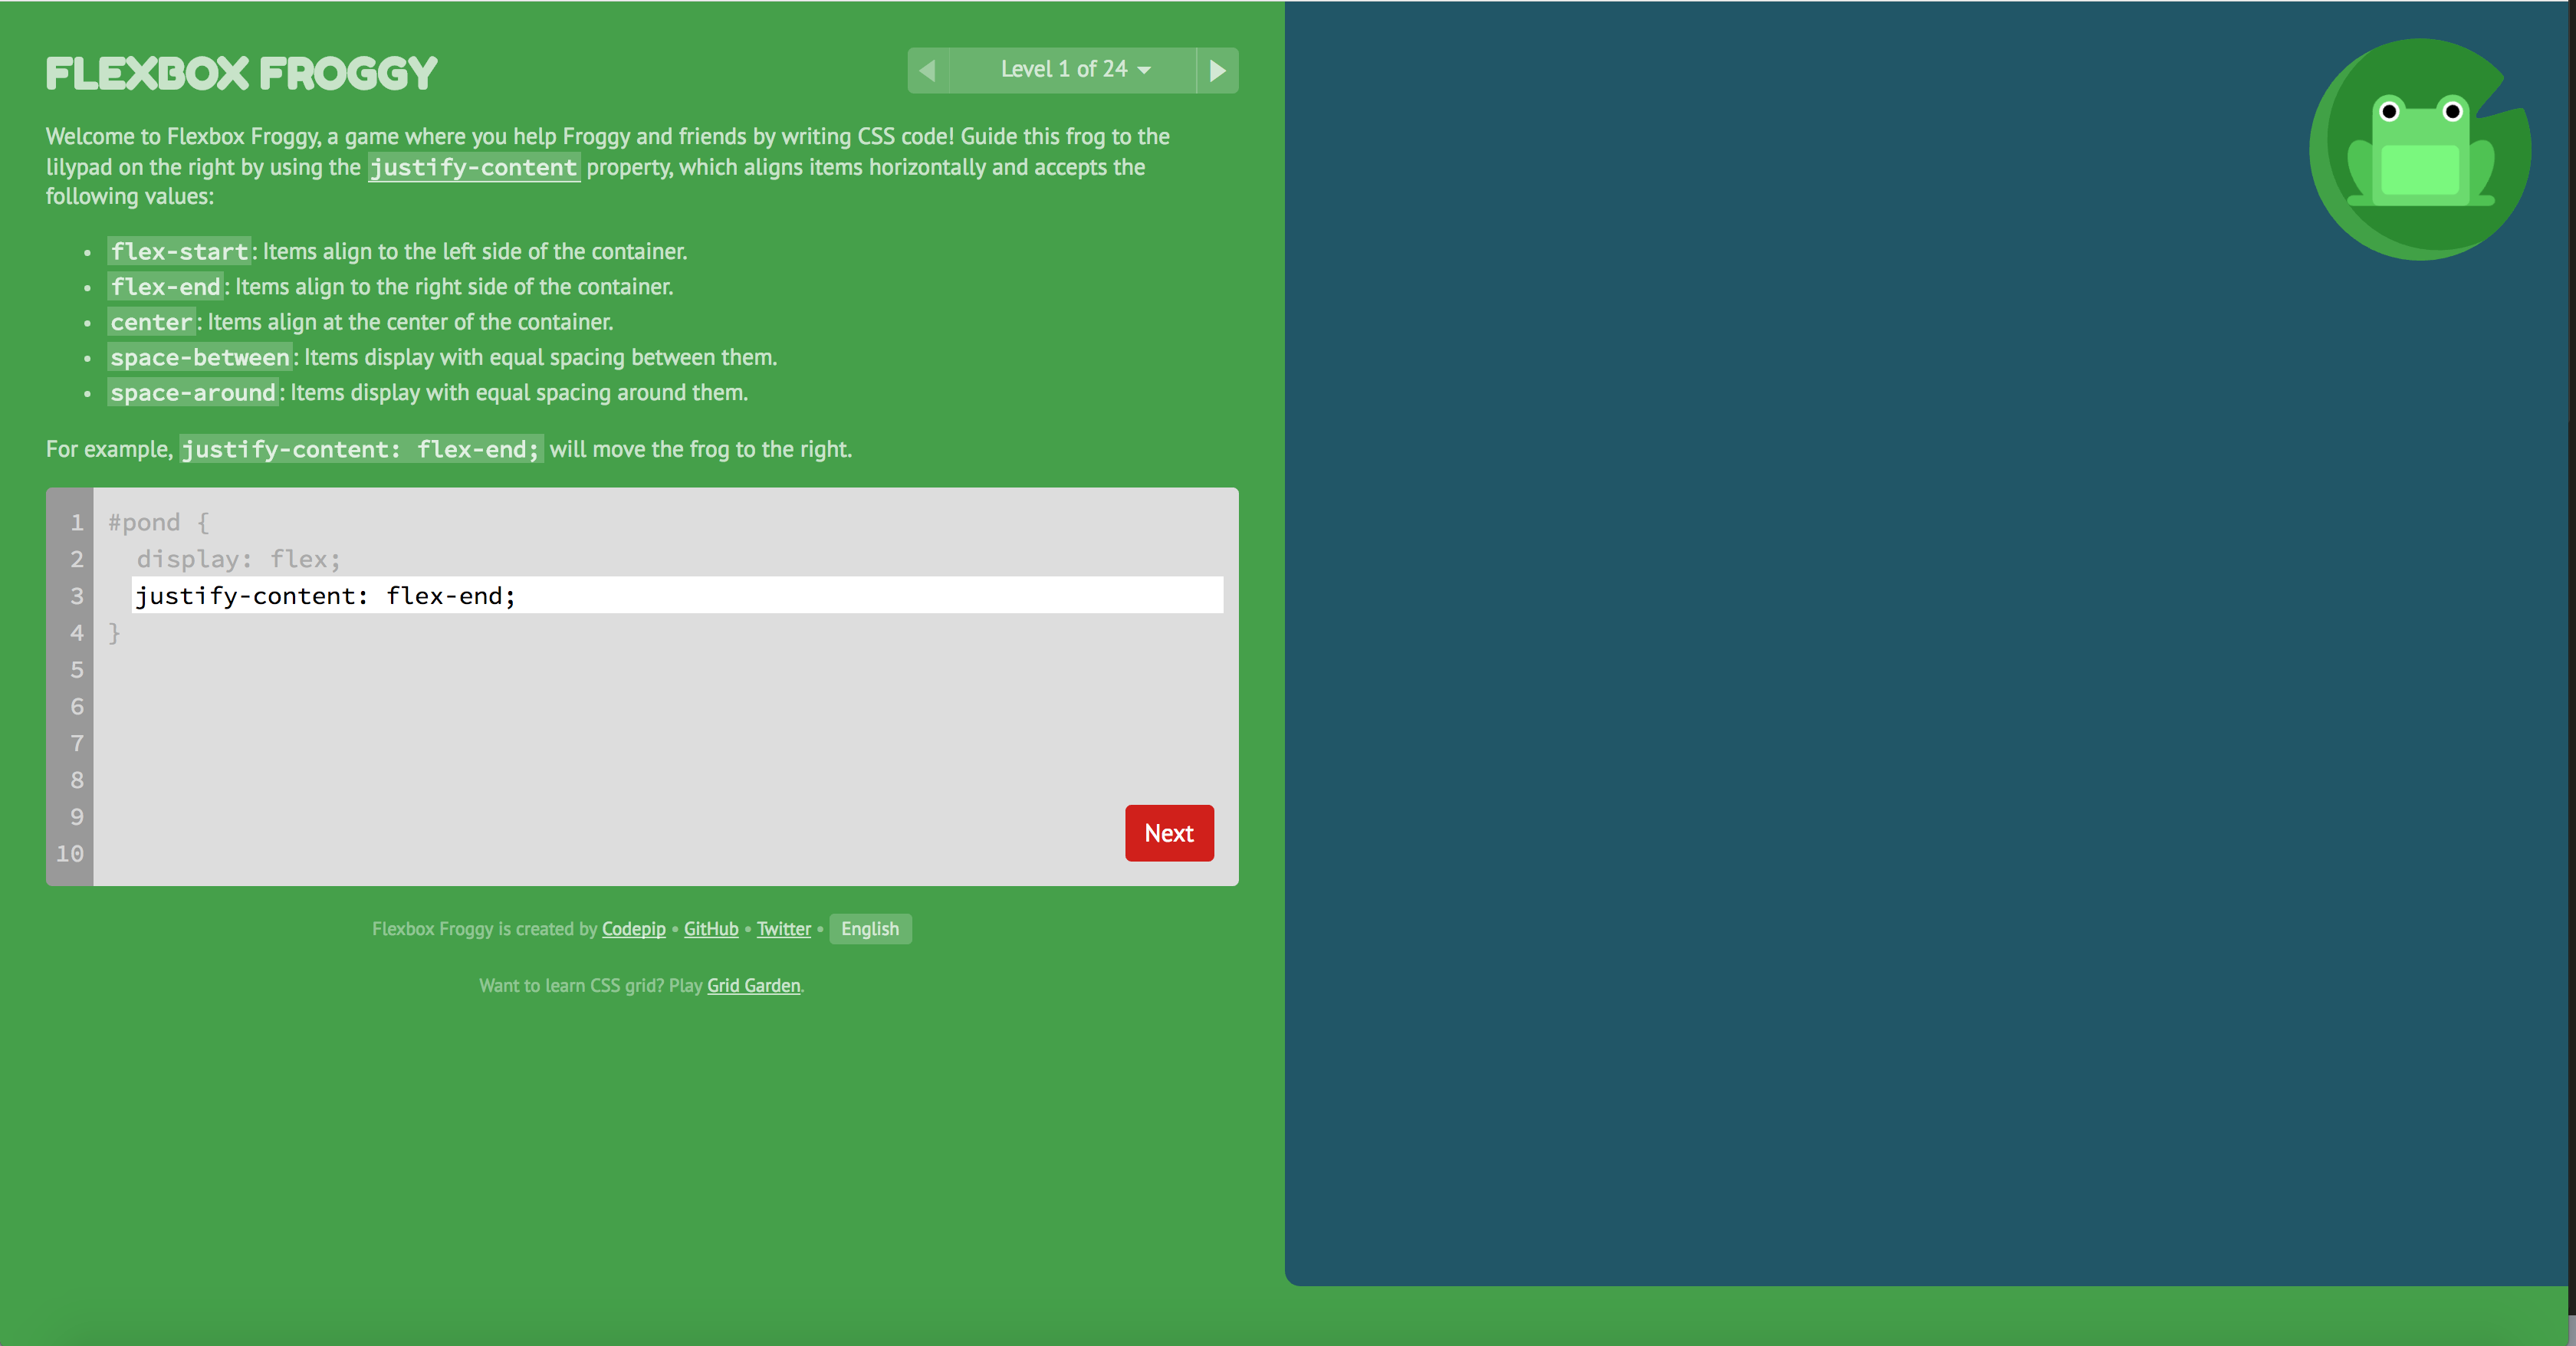 FLEXBOX FROGGY
Level 1 of 24
Welcome to Flexbox Froggy, a game where you help Froggy and friends by writing CSS code! Guide this frog to the
lilypad on the right by using the justify-content property, which aligns items horizontally and accepts the
following values:
• flex-start: Items align to the left side of the container.
• flex-end: Items align to the right side of the container.
• center: Items align at the center of the container.
• space-between: Items display with equal spacing between them.
• space-around: Items display with equal spacing around them.
For example, justify-content: flex-end; will move the frog to the right.
1 #pond {
2 display: flex;
3 justify-content: flex-end;
4 }
5
6
7
8
9
10
Next
Flexbox Froggy is created by Codepip • GitHub • Twitter • English
Want to learn CSS grid? Play Grid Garden.